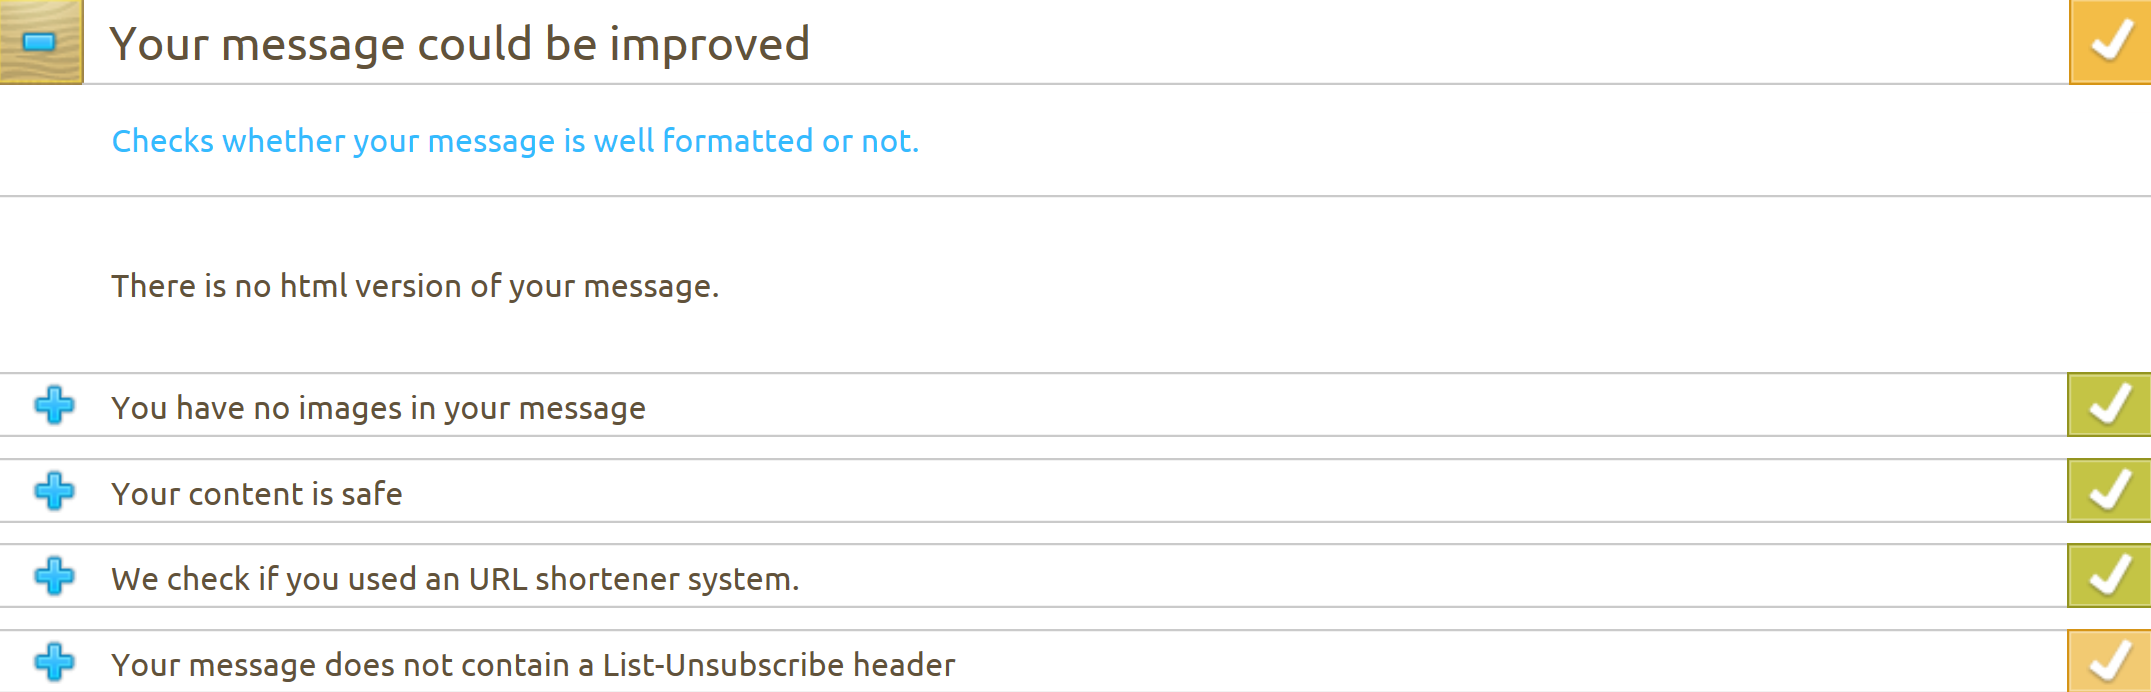 Your message could be improved
Checks whether your message is well formatted or not.
There is no html version of your message.
You have no images in your message
Your content is safe
We check if you used an URL shortener system.
Your message does not contain a List-Unsubscribe header